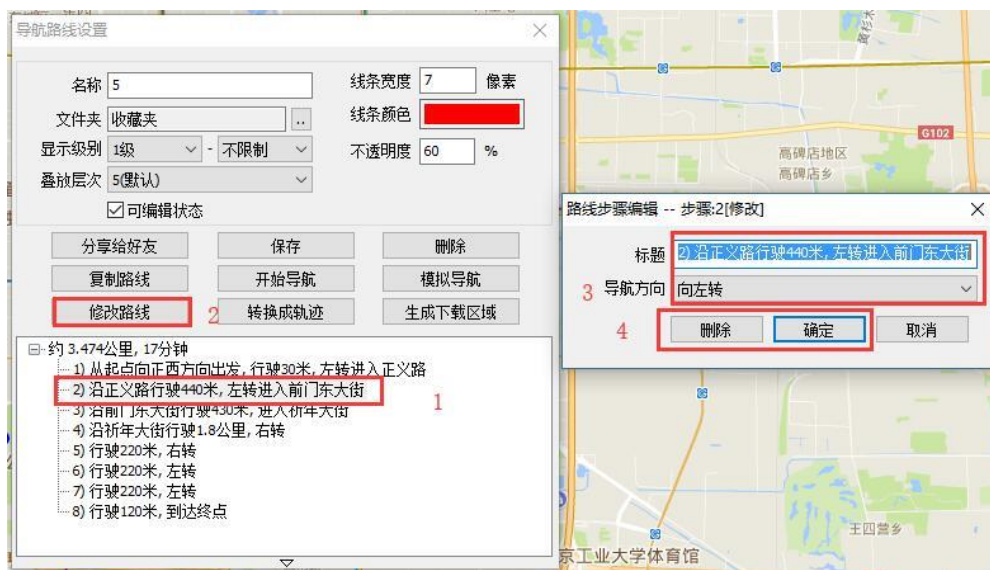 导航路线设置
名称 5 线条宽度 7 像素
文件夹 收藏夹 .. 线条颜色
显示级别 1级 - 不限制 不透明度 60 %
叠放层次 5(默认)
可编辑状态
分享给好友 保存 删除
复制路线 开始导航 模拟导航
修改路线 2 转换成轨迹 生成下载区域
约 3.474公里, 17分钟
1) 从起点向正西方向出发, 行驶30米, 左转进入正义路
2) 沿正义路行驶440米, 左转进入前门东大街
1
3) 沿前门东大街行驶430米, 进入祈年大街
4) 沿祈年大街行驶1.8公里, 右转
5) 行驶220米, 右转
6) 行驶220米, 左转
7) 行驶220米, 左转
8) 行驶120米, 到达终点
G
G
G102
高碑店地区
高碑店乡
路线步骤编辑 -- 步骤:2[修改]
标题 2) 沿正义路行驶440米, 左转进入前门东大街
3 导航方向 向左转
4 删除 确定 取消
G
王四营乡
G
京工业大学体育馆